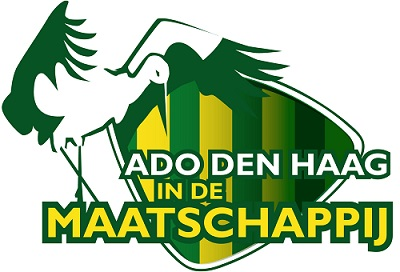 ADO DEN HAAG
IN DE
MAATSCHAPPIJ